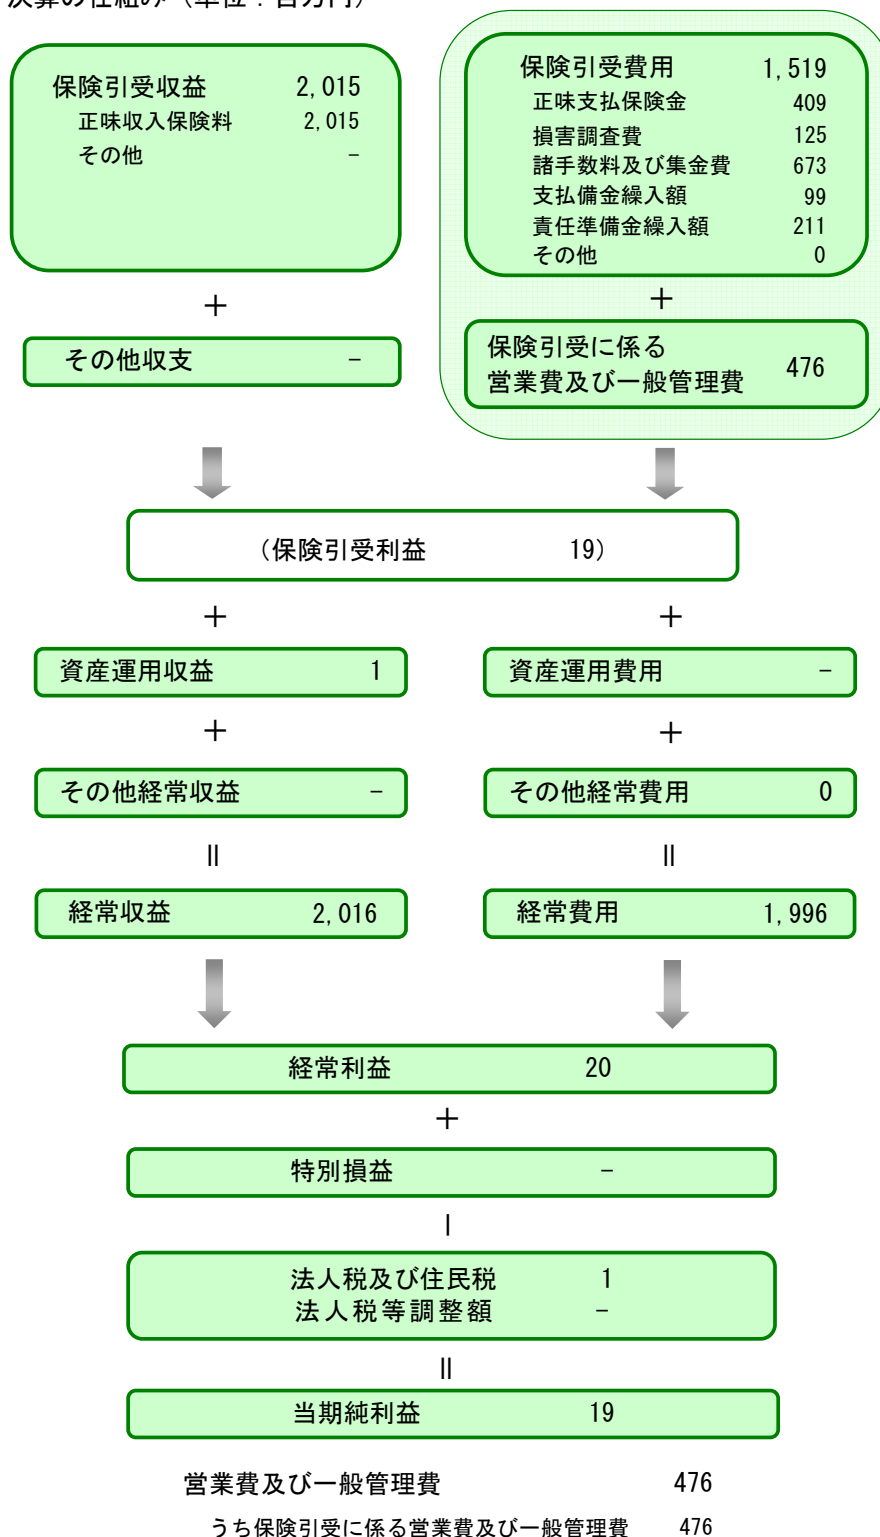 決算の仕組み（単位：百万円）
保険引受収益 2,015
正味収入保険料 2,015
その他 −
＋
その他収支 −
保険引受費用 1,519
正味支払保険金 409
損害調査費 125
諸手数料及び集金費 673
支払備金繰入額 99
責任準備金繰入額 211
その他 0
＋
保険引受に係る
営業費及び一般管理費 476
（保険引受利益 19）
＋ ＋
資産運用収益 1 資産運用費用 −
＋ ＋
その他経常収益 − その他経常費用 0
＝ ＝
経常収益 2,016 経常費用 1,996
経常利益 20
＋
特別損益 −
−
法人税及び住民税 1
法人税等調整額 −
＝
当期純利益 19
営業費及び一般管理費 476
うち保険引受に係る営業費及び一般管理費 476